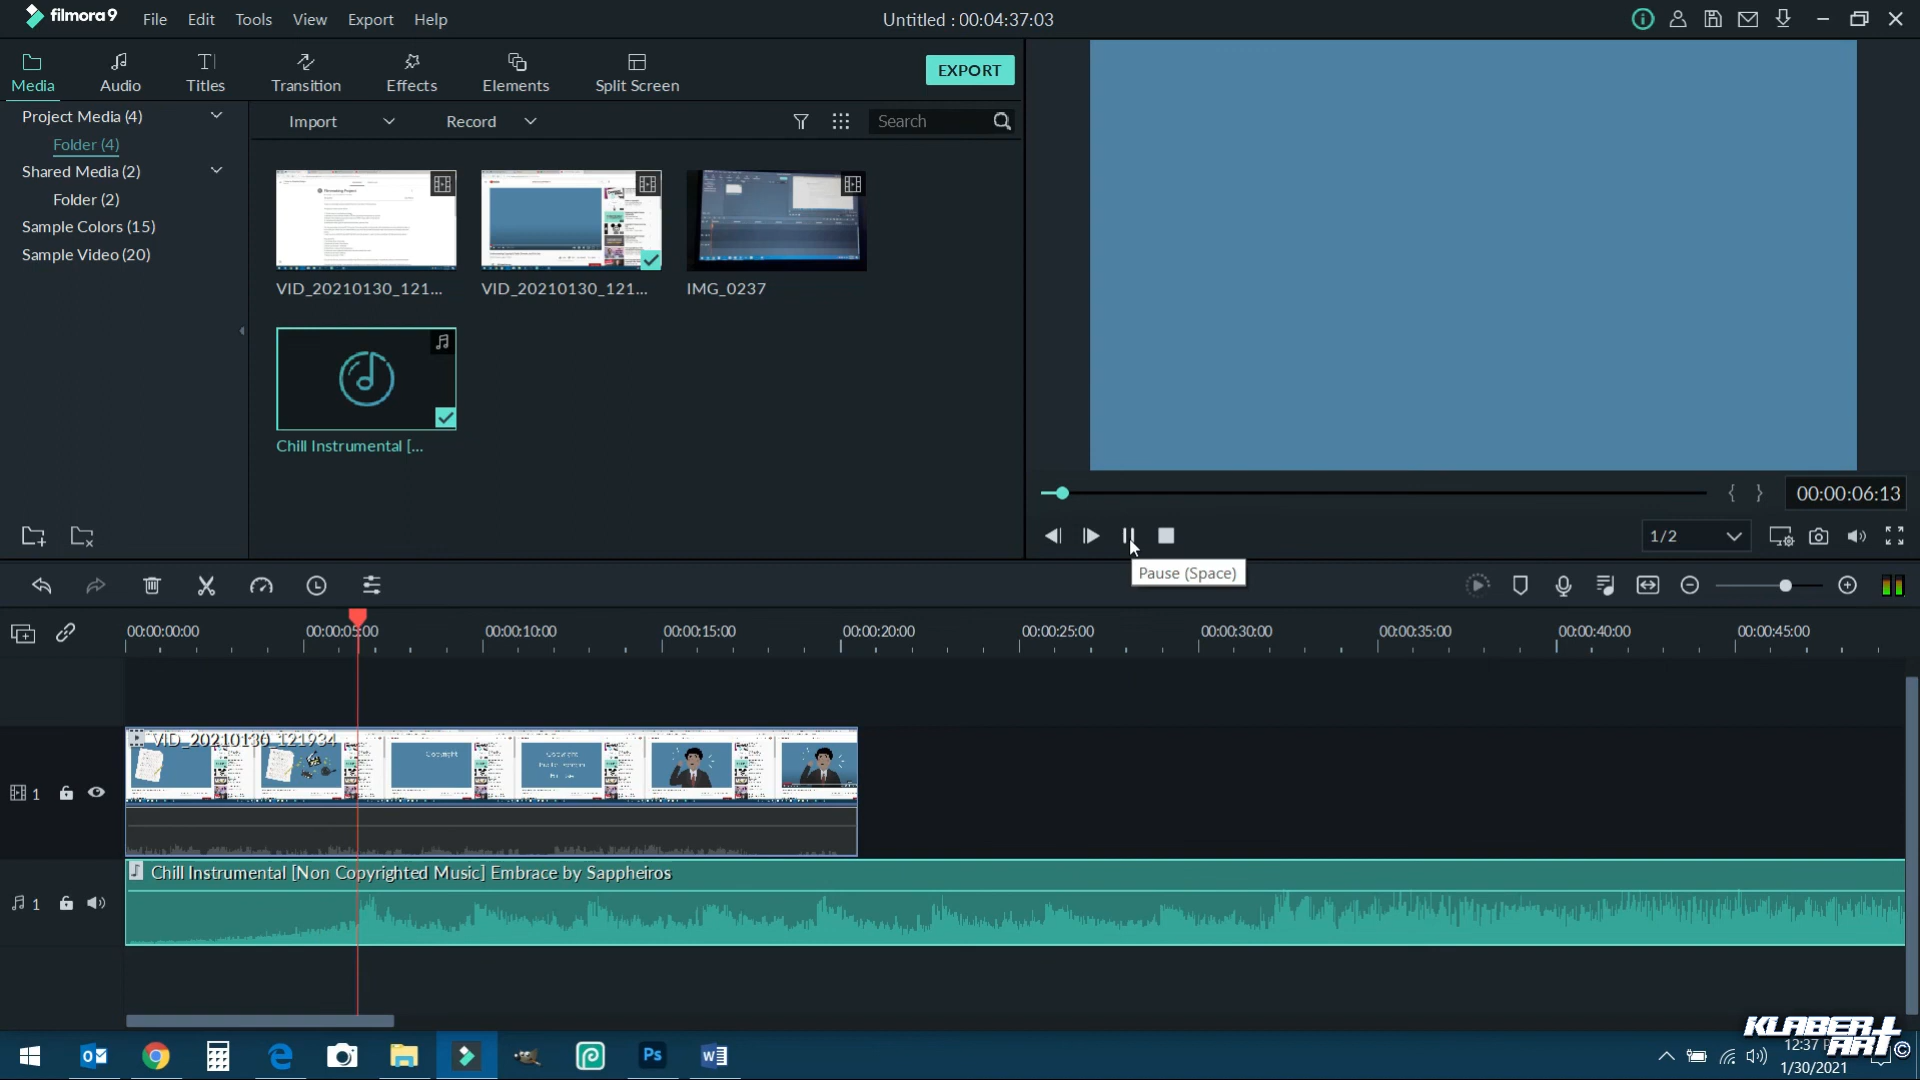 filmora9
File Edit Tools View Export Help
Untitled : 00:04:37:03
Media Audio Titles Transition Effects Elements Split Screen
EXPORT
Project Media (4)
Folder (4)
Shared Media (2)
Folder (2)
Sample Colors (15)
Sample Video (20)
Import Record Search
VID_20210130_121... VID_20210130_121... IMG_0237
Chill Instrumental [...
00:00:06:13
1/2
Pause (Space)
00:00:00:00 00:00:05:00 00:00:10:00 00:00:15:00 00:00:20:00 00:00:25:00 00:00:30:00 00:00:35:00 00:00:40:00 00:00:45:00
VID_20210130_121934
Copyright
Copyright
1
Chill Instrumental [Non Copyrighted Music] Embrace by Sappheiros
1
Ps
KLABER ART ©
12:37
1/30/2021